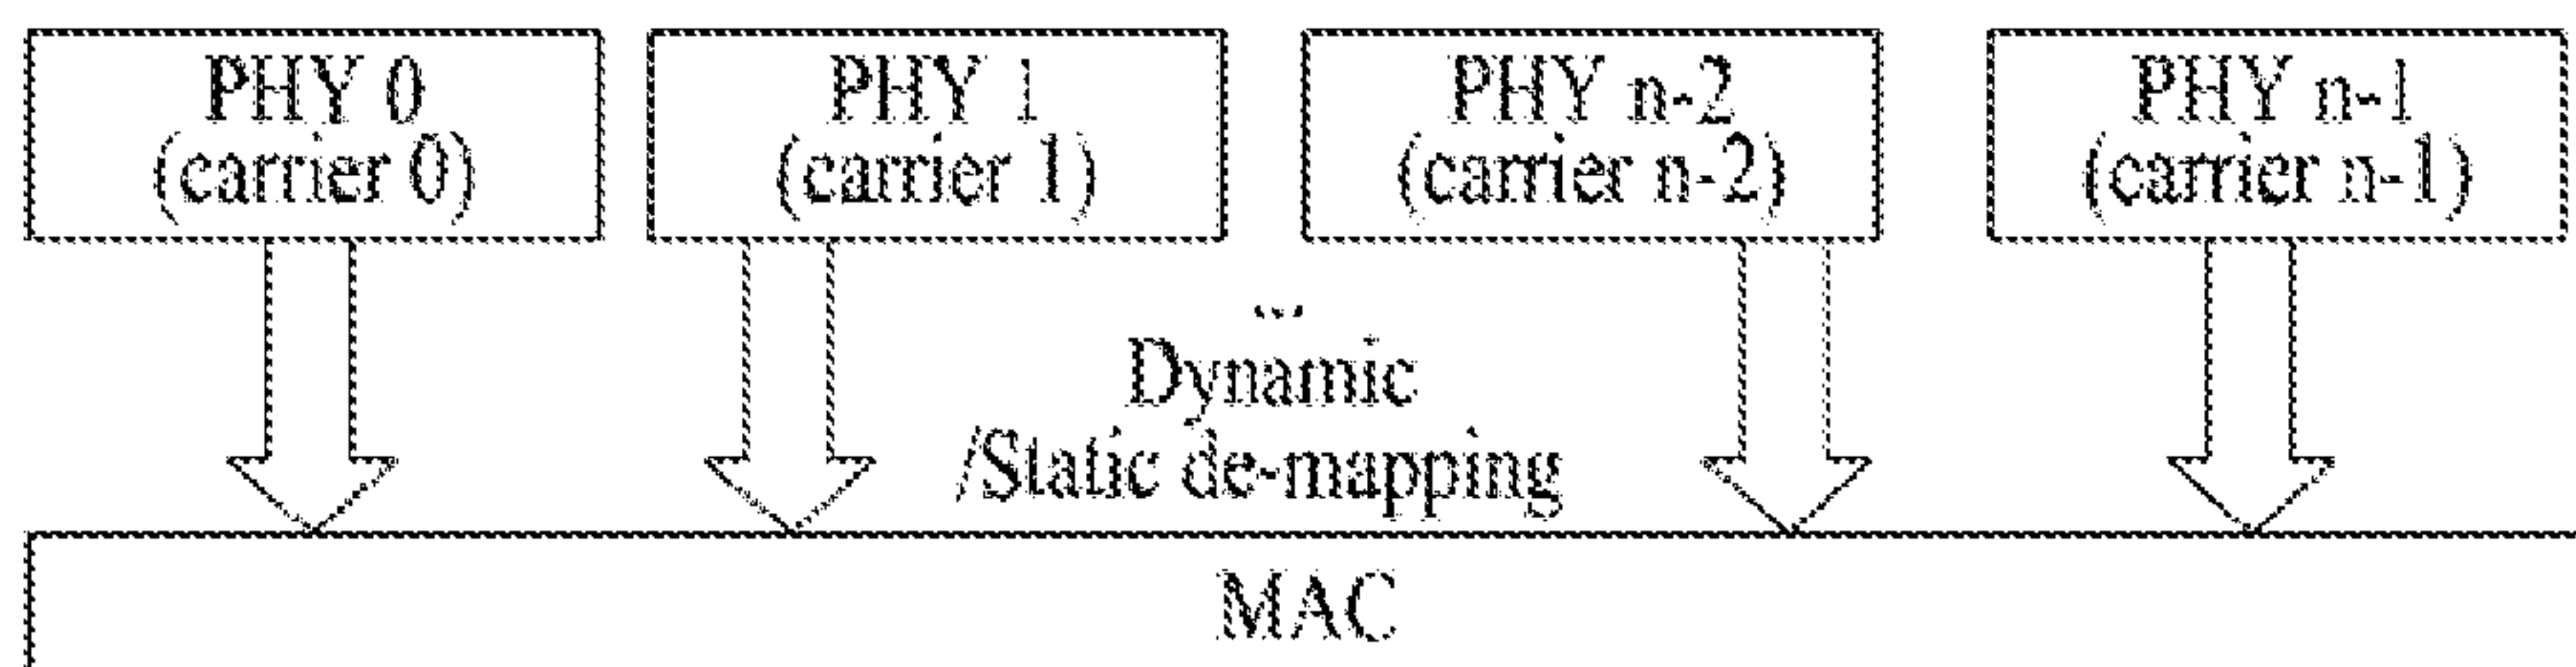 PHY 0
(carrier 0)
PHY 1
(carrier 1)
PHY n-2
(carrier n-2)
PHY n-1
(carrier n-1)
...
Dynamic
/Static de-mapping
MAC